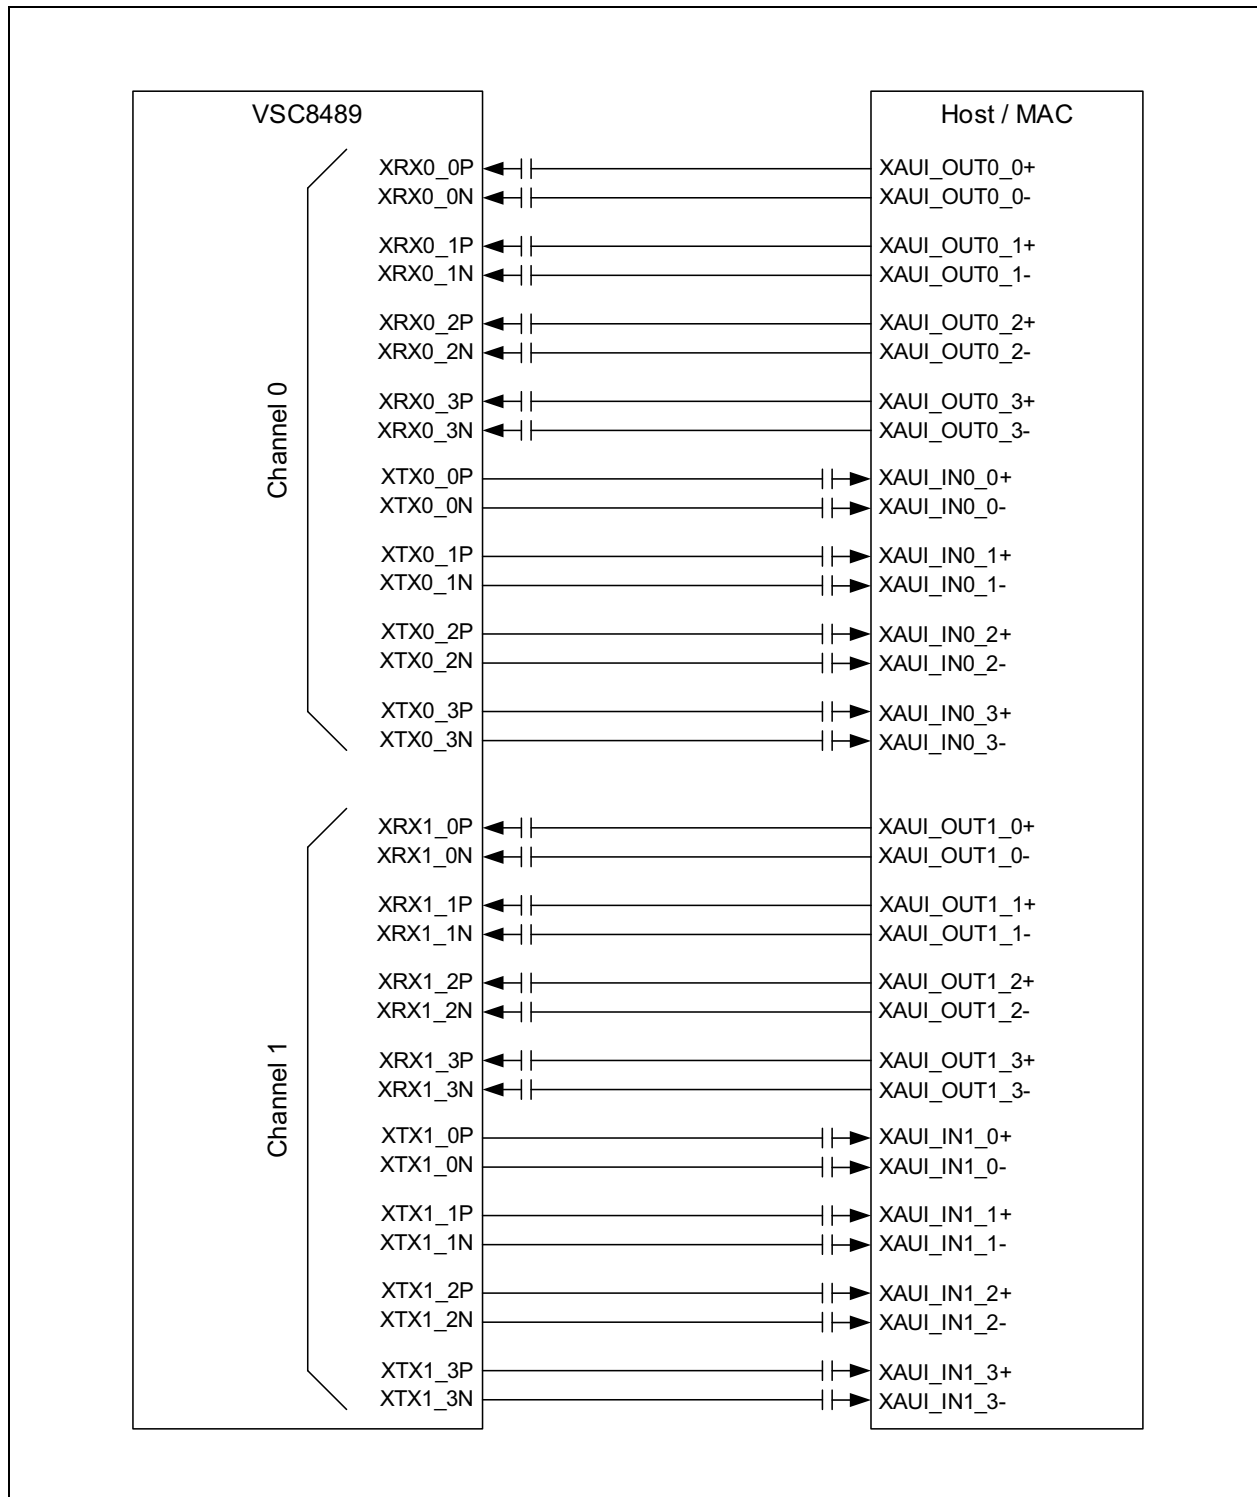 VSC8489 Host / MAC
Channel 0
XRX0_0P XAUI_OUT0_0+
XRX0_0N XAUI_OUT0_0-
XRX0_1P XAUI_OUT0_1+
XRX0_1N XAUI_OUT0_1-
XRX0_2P XAUI_OUT0_2+
XRX0_2N XAUI_OUT0_2-
XRX0_3P XAUI_OUT0_3+
XRX0_3N XAUI_OUT0_3-
XTX0_0P XAUI_IN0_0+
XTX0_0N XAUI_IN0_0-
XTX0_1P XAUI_IN0_1+
XTX0_1N XAUI_IN0_1-
XTX0_2P XAUI_IN0_2+
XTX0_2N XAUI_IN0_2-
XTX0_3P XAUI_IN0_3+
XTX0_3N XAUI_IN0_3-
Channel 1
XRX1_0P XAUI_OUT1_0+
XRX1_0N XAUI_OUT1_0-
XRX1_1P XAUI_OUT1_1+
XRX1_1N XAUI_OUT1_1-
XRX1_2P XAUI_OUT1_2+
XRX1_2N XAUI_OUT1_2-
XRX1_3P XAUI_OUT1_3+
XRX1_3N XAUI_OUT1_3-
XTX1_0P XAUI_IN1_0+
XTX1_0N XAUI_IN1_0-
XTX1_1P XAUI_IN1_1+
XTX1_1N XAUI_IN1_1-
XTX1_2P XAUI_IN1_2+
XTX1_2N XAUI_IN1_2-
XTX1_3P XAUI_IN1_3+
XTX1_3N XAUI_IN1_3-